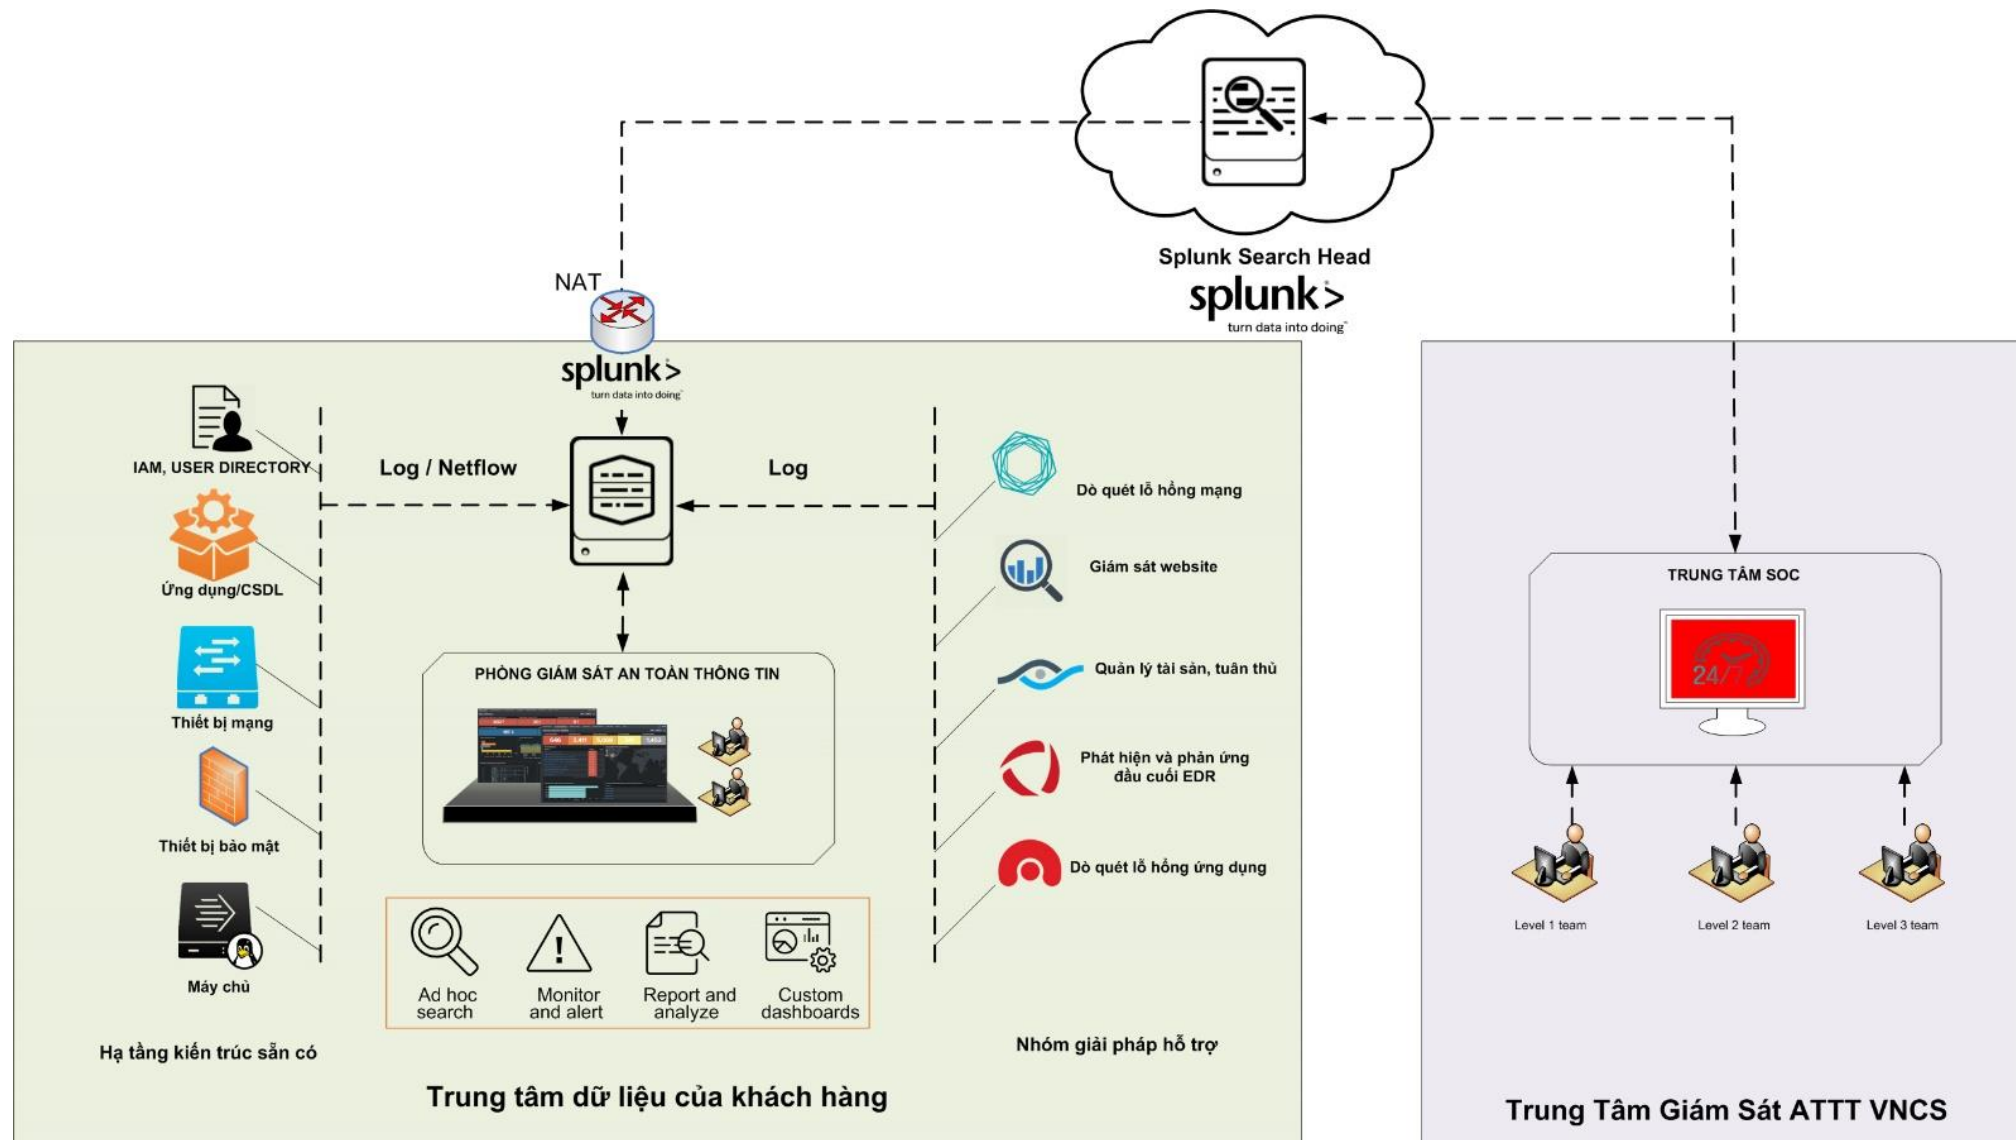 Splunk Search Head
splunk>
turn data into doing™
NAT
splunk>
turn data into doing™
IAM, USER DIRECTORY
Ứng dụng/CSDL
Thiết bị mạng
Thiết bị bảo mật
Máy chủ
Hạ tầng kiến trúc sẵn có
Log / Netflow
Log
PHÒNG GIÁM SÁT AN TOÀN THÔNG TIN
Ad hoc
search
Monitor
and alert
Report and
analyze
Custom
dashboards
Dò quét lỗ hổng mạng
Giám sát website
Quản lý tài sản, tuân thủ
Phát hiện và phản ứng
đầu cuối EDR
Dò quét lỗ hổng ứng dụng
Nhóm giải pháp hỗ trợ
Trung tâm dữ liệu của khách hàng
TRUNG TÂM SOC
24/7
Level 1 team
Level 2 team
Level 3 team
Trung Tâm Giám Sát ATTT VNCS